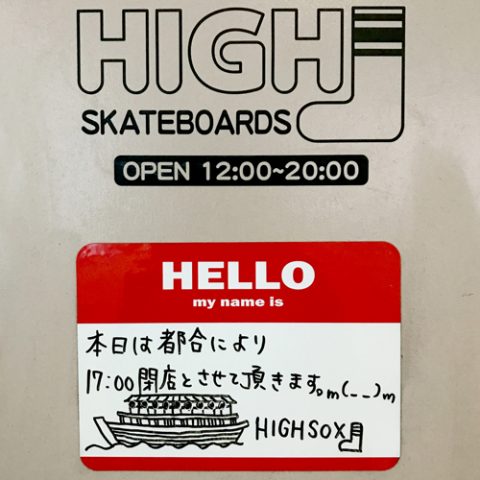 HIGH
SKATEBOARDS
OPEN 12:00~20:00
HELLO
my name is
本日は都合により
17:00閉店とさせて頂きます。m(_ _)m
HIGHSOX